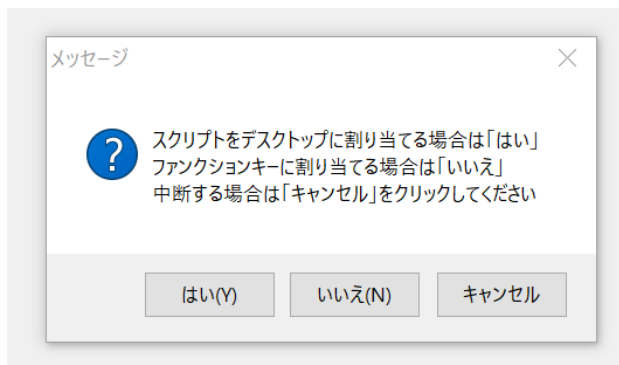 メッセージ
スクリプトをデスクトップに割り当てる場合は「はい」
ファンクションキーに割り当てる場合は「いいえ」
中断する場合は「キャンセル」をクリックしてください
はい(Y)
いいえ(N)
キャンセル